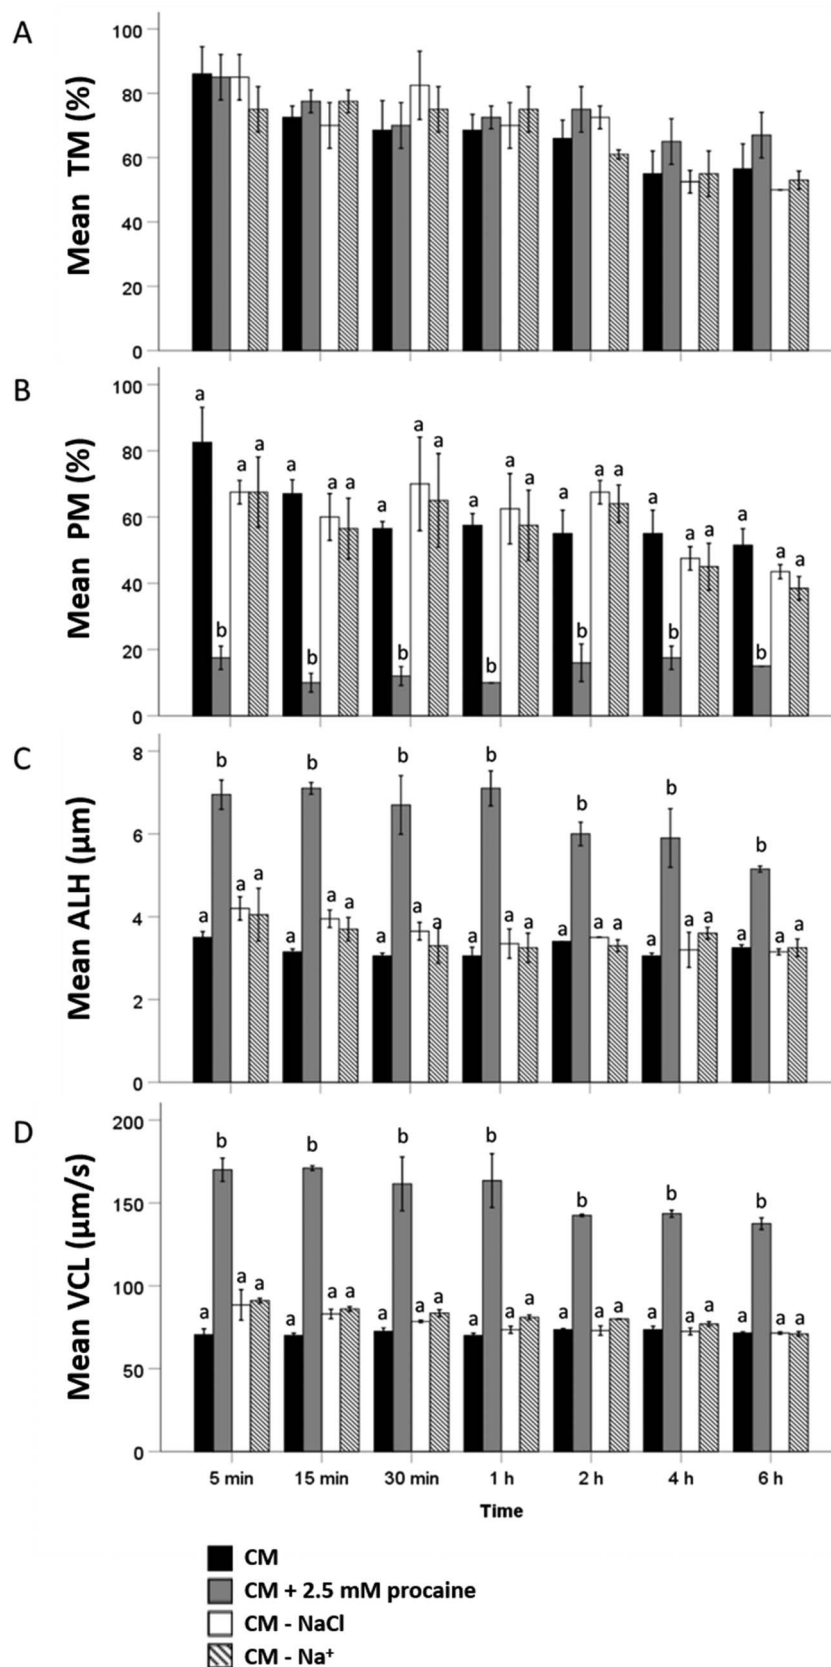 A
Mean TM (%)
100
80
60
40
20
0
B
Mean PM (%)
100
80
60
40
20
0
a a a
a a a
a a a
a a a
a a a
a a a
a a a
b b b b b b b
C
Mean ALH (μm)
8
6
4
2
0
b b b b b b b
a a a
a a a
a a a
a a a
a a a
a a a
a a a
D
Mean VCL (μm/s)
200
150
100
50
0
b b b b b b b
a a a
a a a
a a a
a a a
a a a
a a a
a a a
5 min 15 min 30 min 1 h 2 h 4 h 6 h
Time
CM
CM + 2.5 mM procaine
CM - NaCl
CM - Na⁺